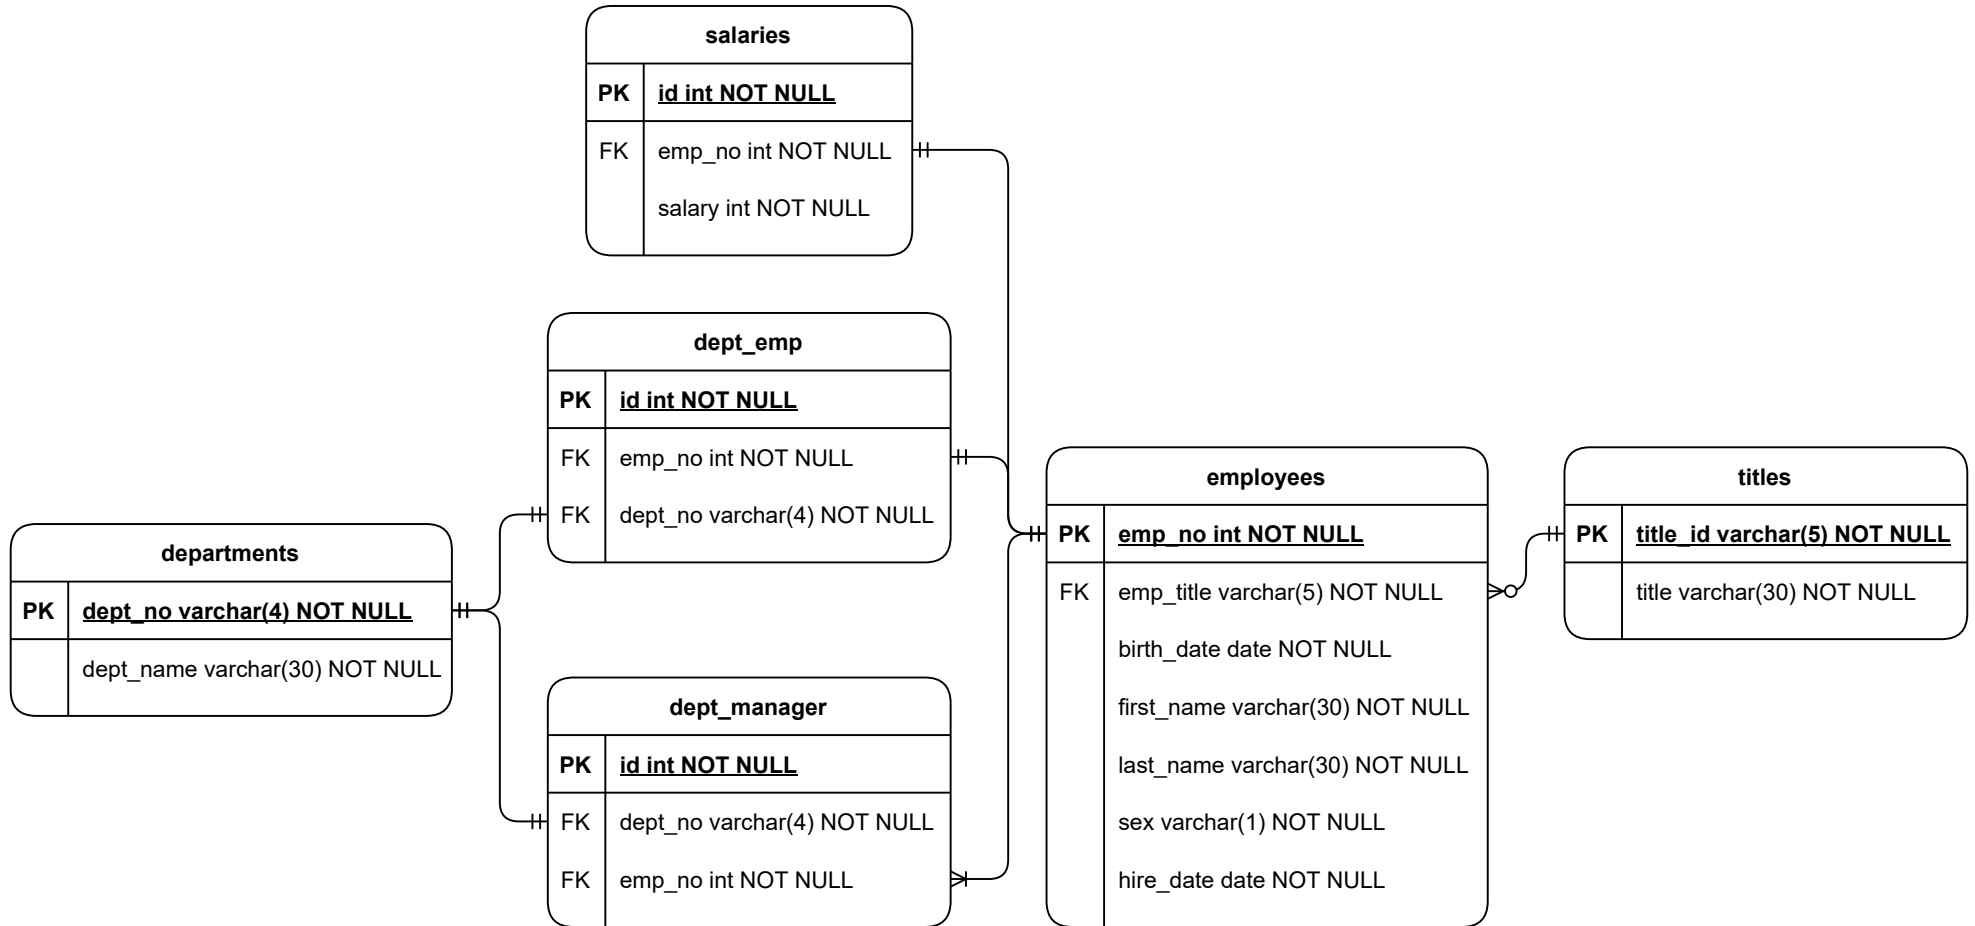 salaries
PK id int NOT NULL
FK emp_no int NOT NULL
salary int NOT NULL
dept_emp
PK id int NOT NULL
FK emp_no int NOT NULL
FK dept_no varchar(4) NOT NULL
departments
PK dept_no varchar(4) NOT NULL
dept_name varchar(30) NOT NULL
dept_manager
PK id int NOT NULL
FK dept_no varchar(4) NOT NULL
FK emp_no int NOT NULL
employees
PK emp_no int NOT NULL
FK emp_title varchar(5) NOT NULL
birth_date date NOT NULL
first_name varchar(30) NOT NULL
last_name varchar(30) NOT NULL
sex varchar(1) NOT NULL
hire_date date NOT NULL
titles
PK title_id varchar(5) NOT NULL
title varchar(30) NOT NULL